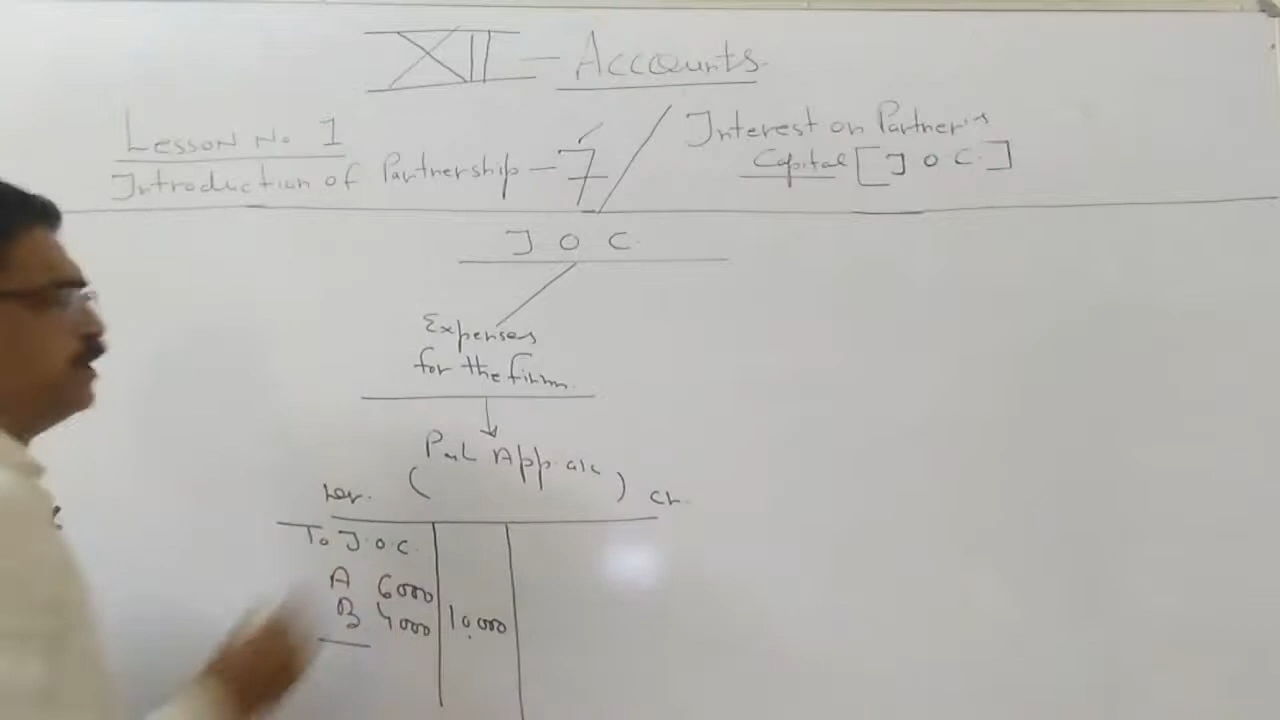 XII - Accounts
Lesson No. 1
Introduction of Partnership - 7
Interest on Partner's
Capital [I O C.]
I O C.
Expenses
for the firm
P&L App a/c
( )
Dr. Cr.
To I.O.C.
A 6000
B 4000 10,000